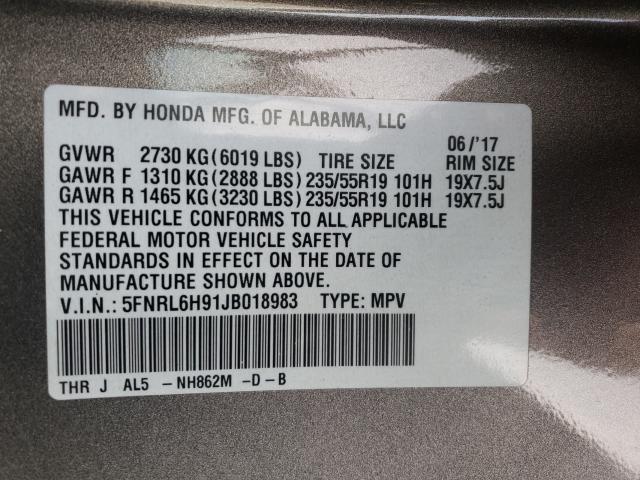 MFD. BY HONDA MFG. OF ALABAMA, LLC
06 /'17
GVWR 2730 KG(6019 LBS) TIRE SIZE RIM SIZE
GAWR F 1310 KG(2888 LBS) 235/55R19 101H 19X7.5J
GAWR R 1465 KG(3230 LBS) 235/55R19 101H 19X7.5J
THIS VEHICLE CONFORMS TO ALL APPLICABLE
FEDERAL MOTOR VEHICLE SAFETY
STANDARDS IN EFFECT ON THE DATE OF
MANUFACTURE SHOWN ABOVE.
V.I.N.: 5FNRL6H91JB018983 TYPE: MPV
THR J AL5 - NH862M - D - B